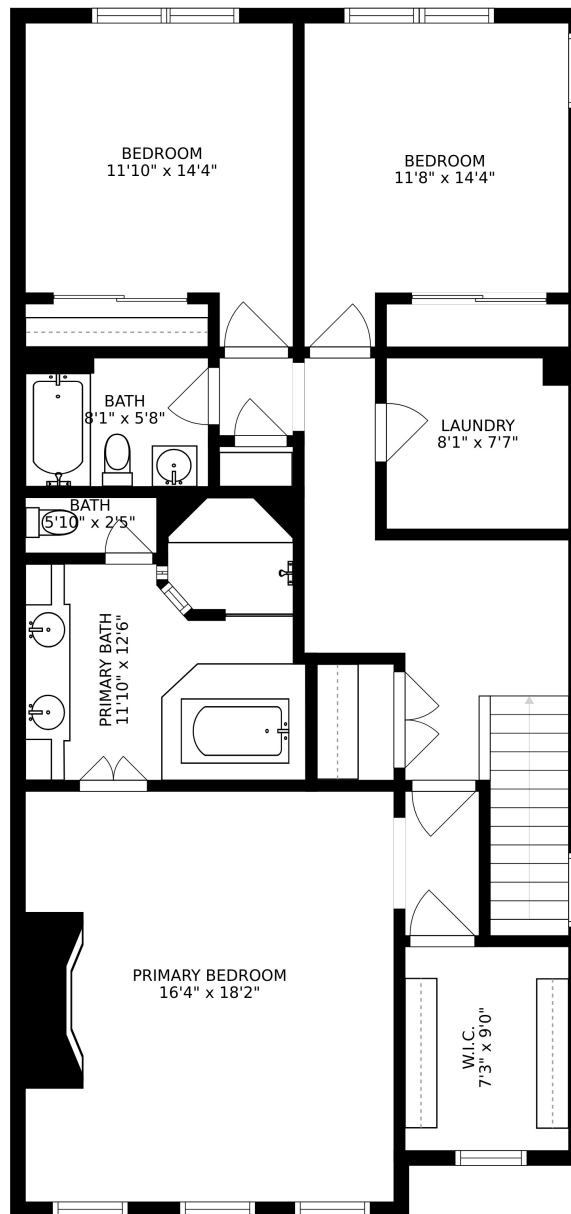 BEDROOM
11'10" x 14'4"
BEDROOM
11'8" x 14'4"
BATH
8'1" x 5'8"
LAUNDRY
8'1" x 7'7"
BATH
5'10" x 2'5"
PRIMARY BATH
11'10" x 12'6"
PRIMARY BEDROOM
16'4" x 18'2"
W.I.C.
7'3" x 9'0"